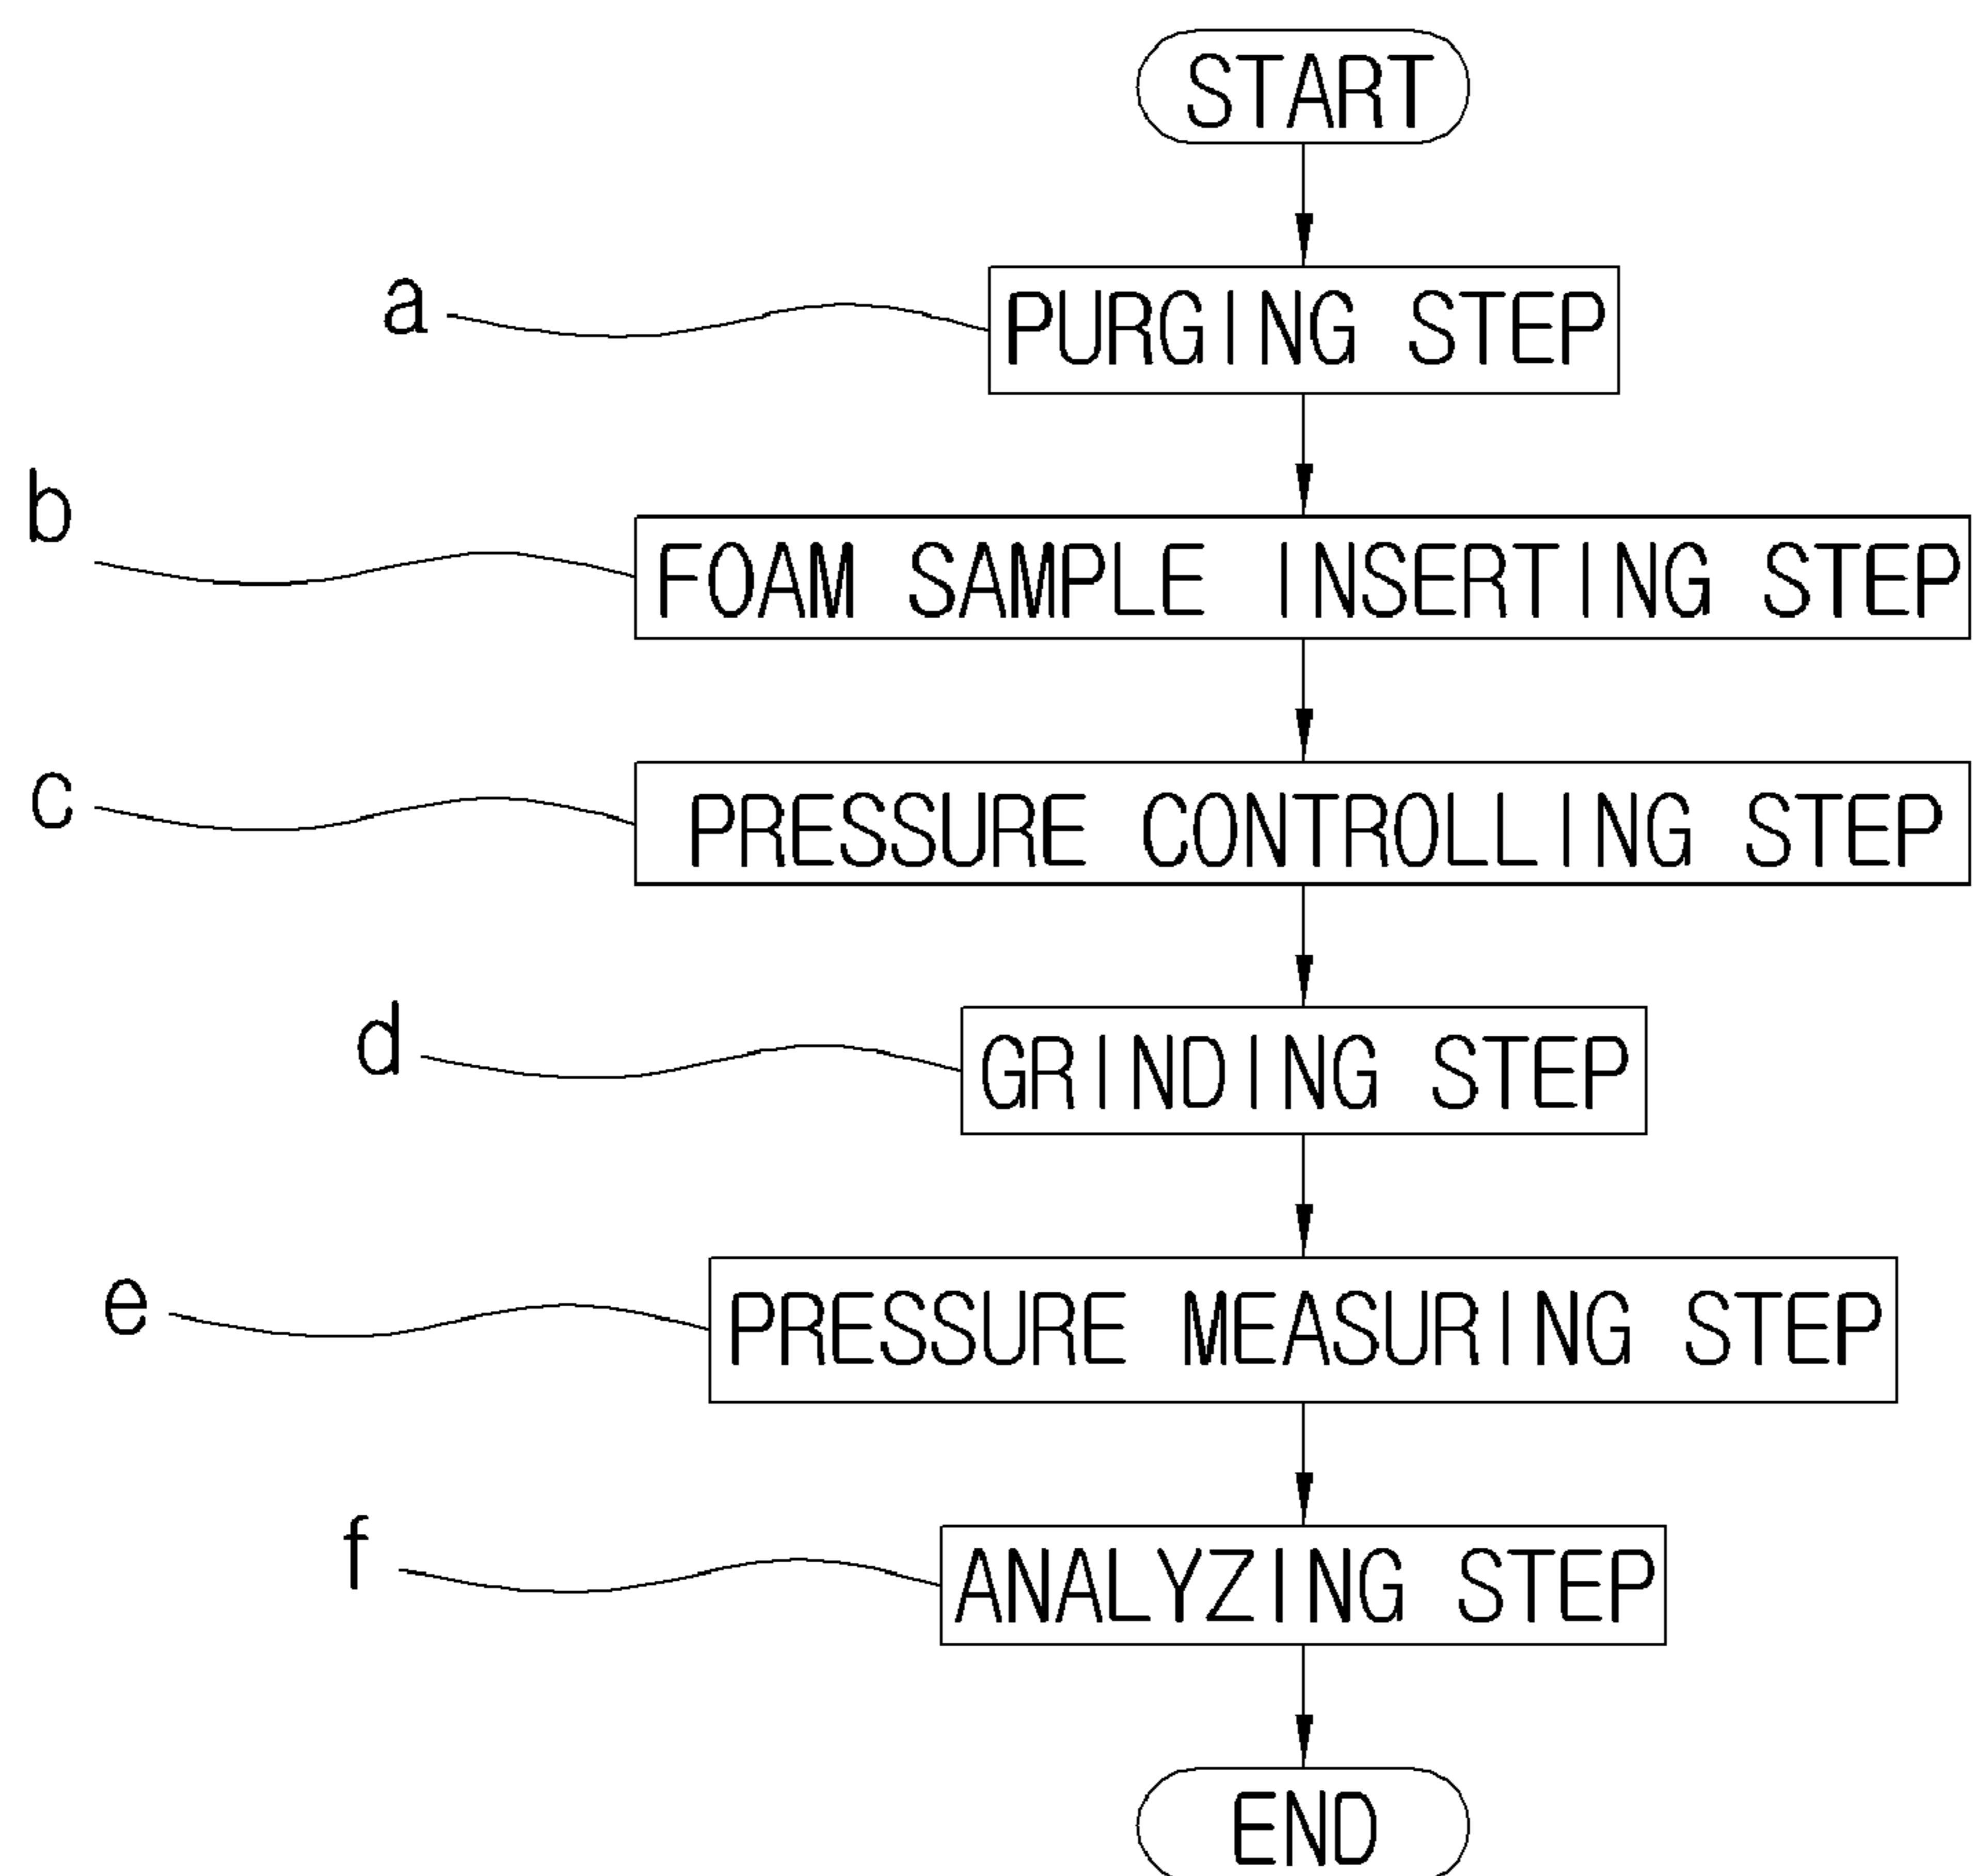 START
a PURGING STEP
b FOAM SAMPLE INSERTING STEP
c PRESSURE CONTROLLING STEP
d GRINDING STEP
e PRESSURE MEASURING STEP
f ANALYZING STEP
END